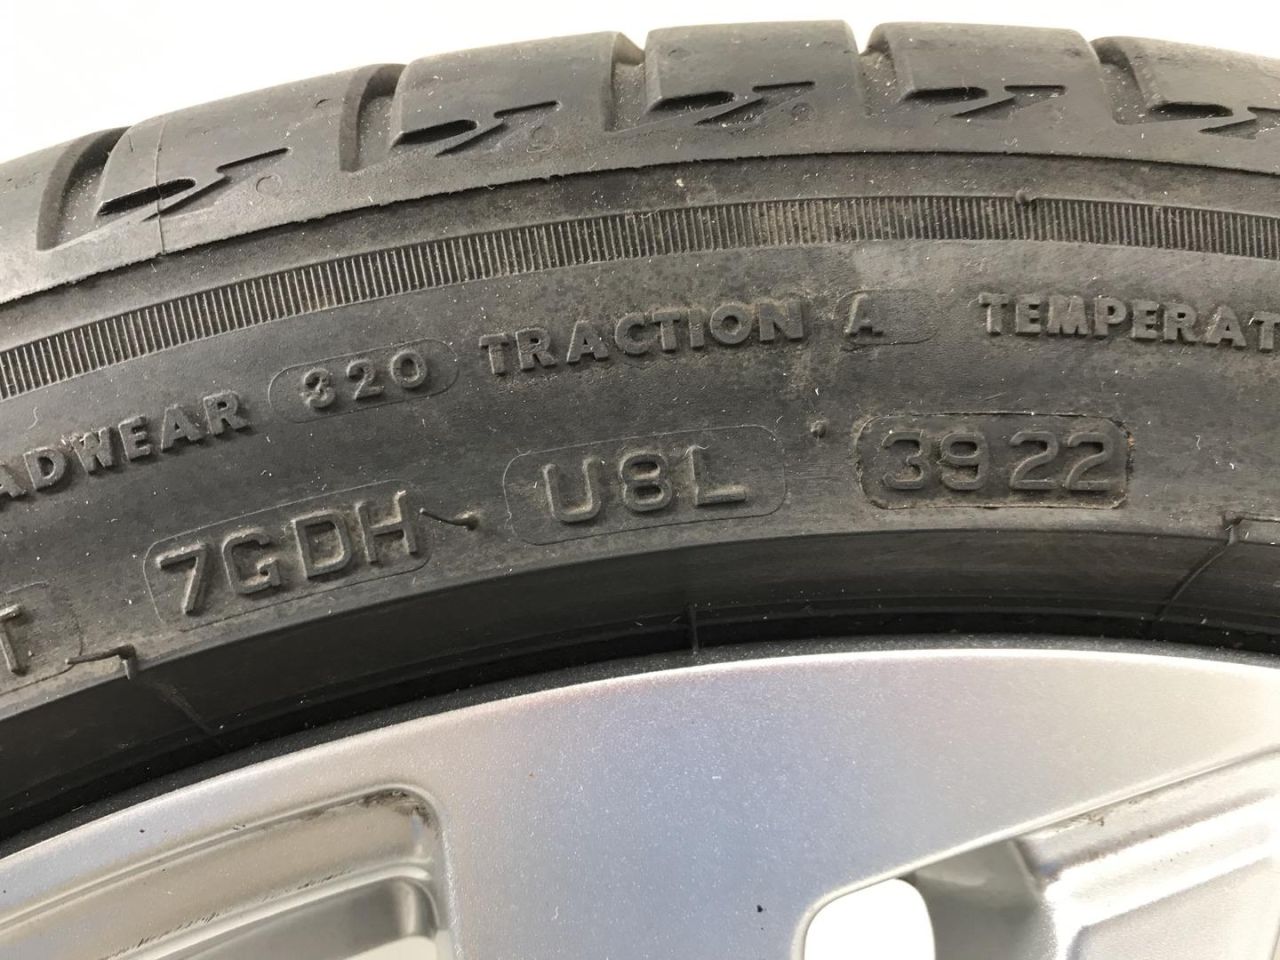 ADWEAR 320 TRACTION A TEMPERAT
T 7GDH U8L 3922